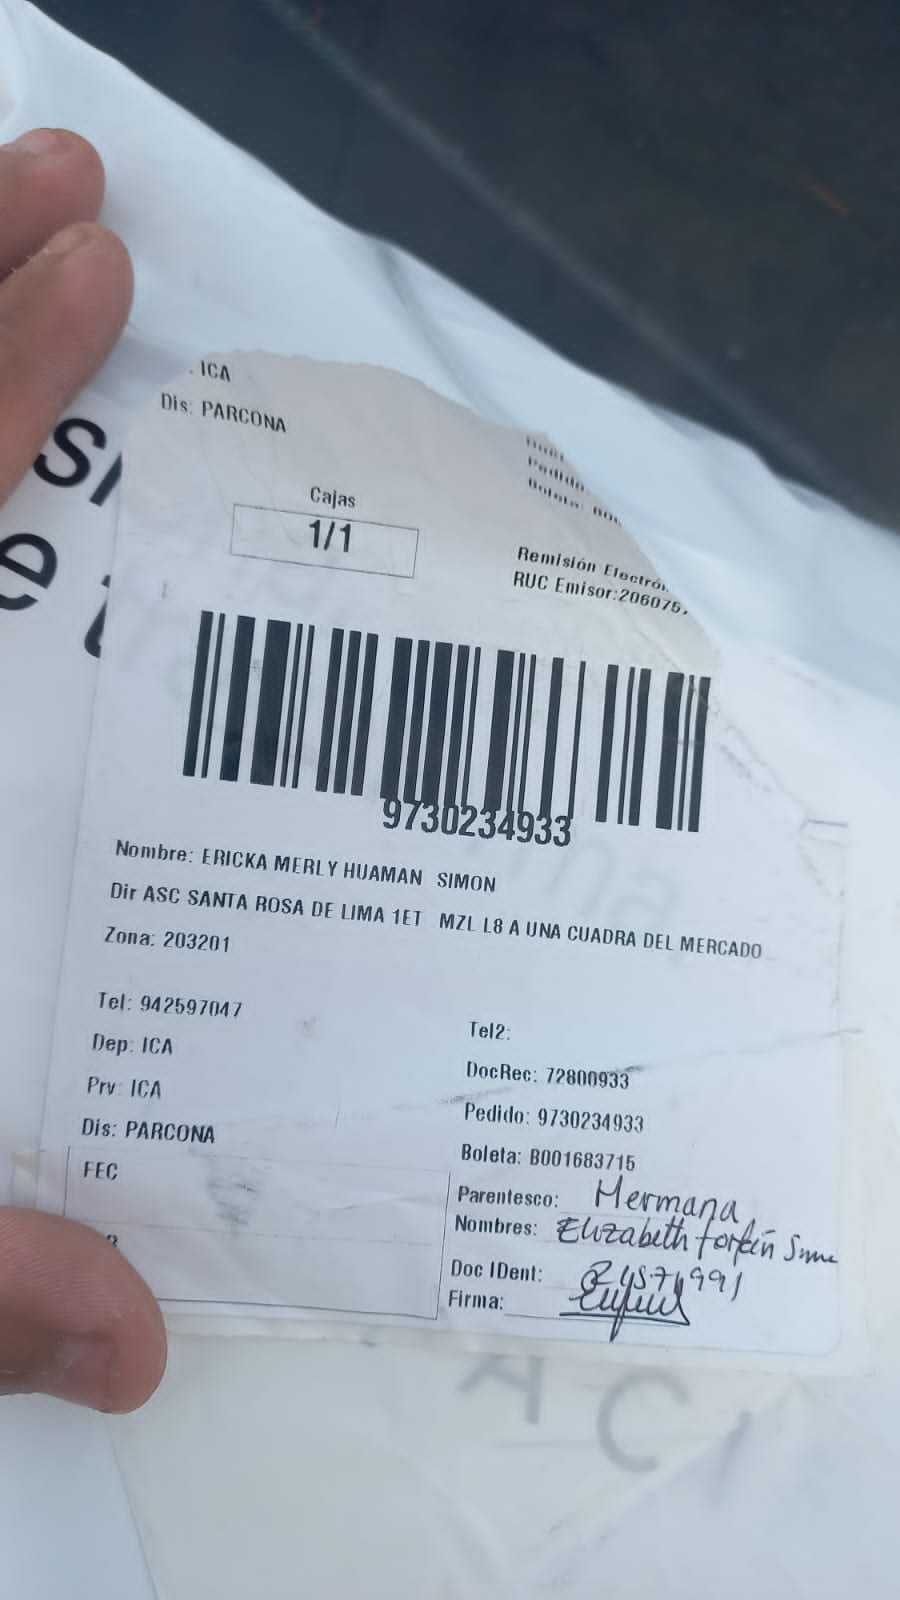 . ICA
Dis: PARCONA
Pedido
Boleta:
Cajas
1/1
Remisión Electró
RUC Emisor:206075
9730234933
Nombre: ERICKA MERLY HUAMAN SIMON
Dir ASC SANTA ROSA DE LIMA 1ET MZL L8 A UNA CUADRA DEL MERCADO
Zona: 203201
Tel: 942597047
Dep: ICA
Prv: ICA
Dis: PARCONA
FEC
Tel2:
DocRec: 72800933
Pedido: 9730234933
Boleta: B001683715
Parentesco: Hermana
Nombres: Elizabeth
Doc IDent:
Firma: